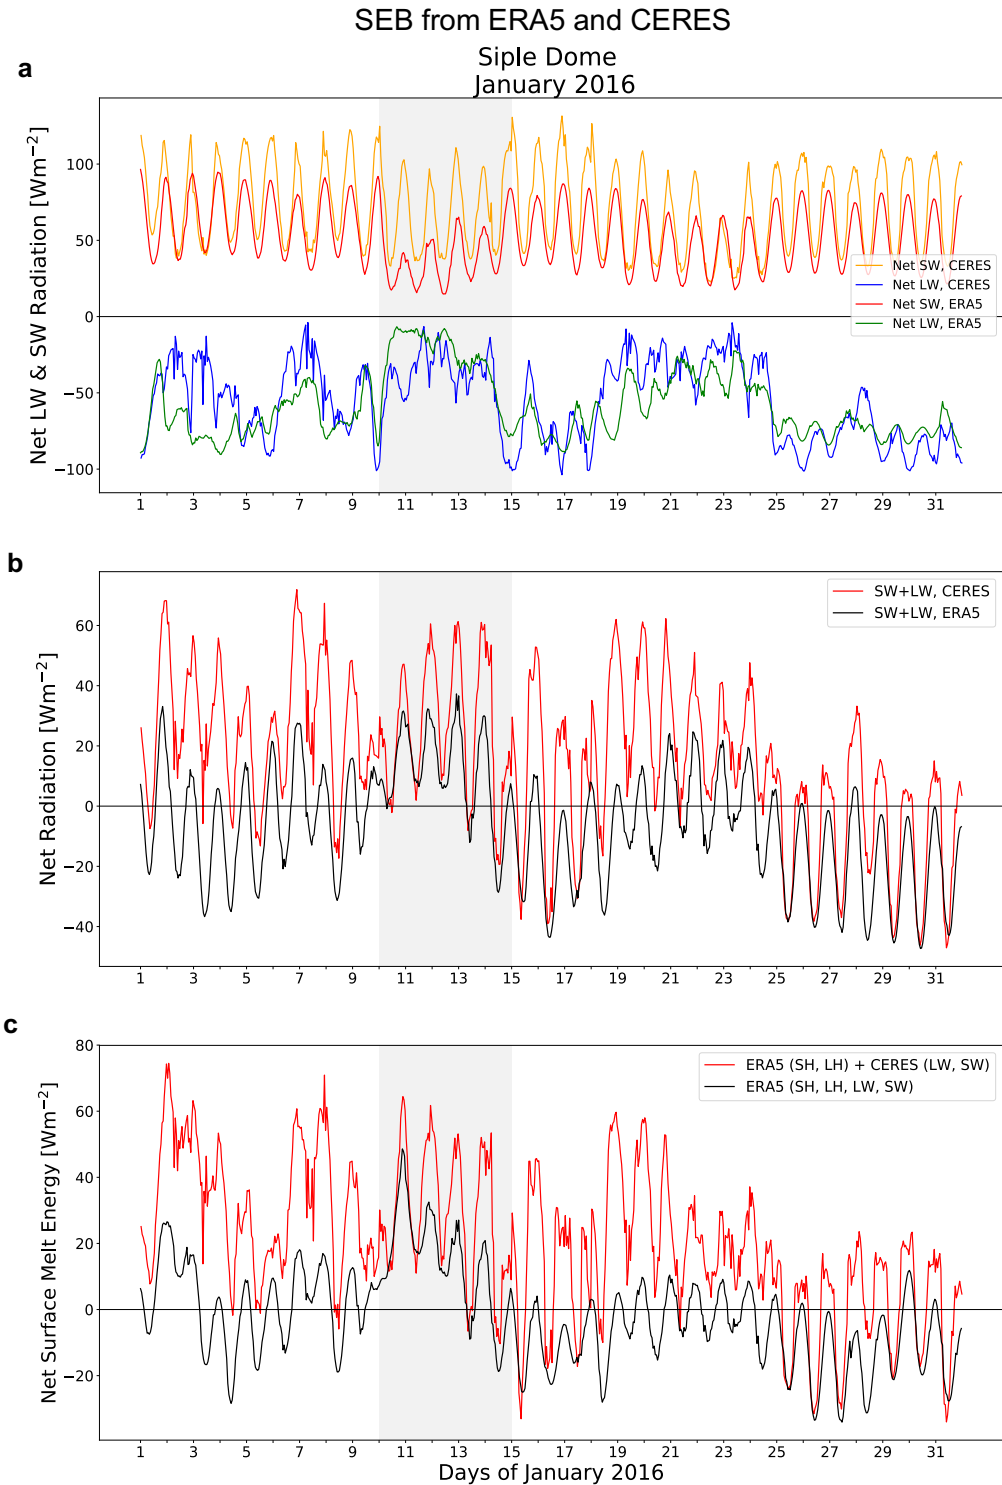 SEB from ERA5 and CERES
Siple Dome
January 2016
a
Net LW & SW Radiation [Wm⁻²]
100
50
0
−50
−100
Net SW, CERES
Net LW, CERES
Net SW, ERA5
Net LW, ERA5
1 3 5 7 9 11 13 15 17 19 21 23 25 27 29 31
b
Net Radiation [Wm⁻²]
60
40
20
0
−20
−40
SW+LW, CERES
SW+LW, ERA5
1 3 5 7 9 11 13 15 17 19 21 23 25 27 29 31
c
Net Surface Melt Energy [Wm⁻²]
80
60
40
20
0
−20
ERA5 (SH, LH) + CERES (LW, SW)
ERA5 (SH, LH, LW, SW)
1 3 5 7 9 11 13 15 17 19 21 23 25 27 29 31
Days of January 2016